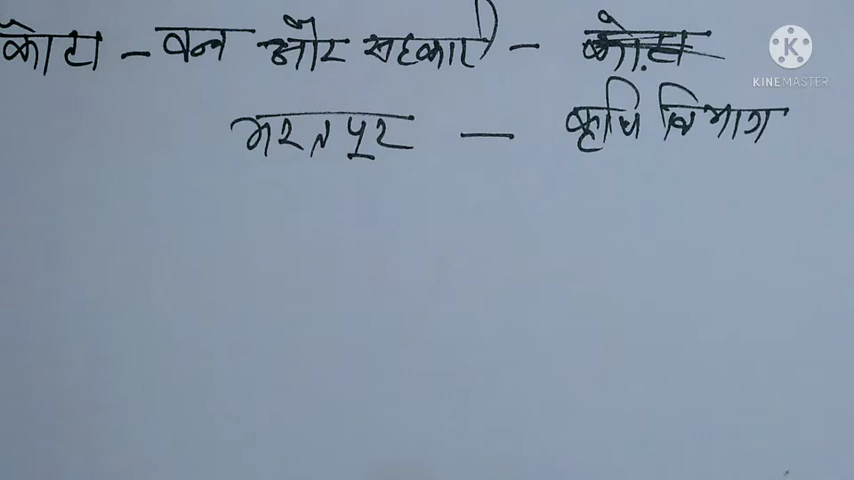 कोटा - वन्न और सहकारी - कोटा
भरतपुर - कृषि विभाग
KINEMASTER